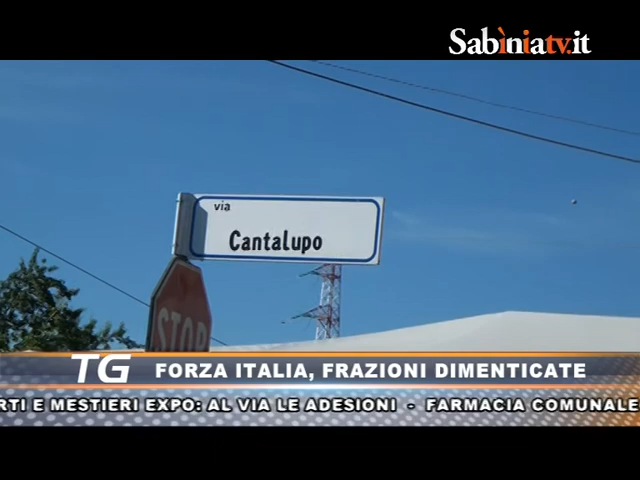 Sabìniatv.it
via
Cantalupo
STOP
TG FORZA ITALIA, FRAZIONI DIMENTICATE
RTI E MESTIERI EXPO: AL VIA LE ADESIONI - FARMACIA COMUNALE